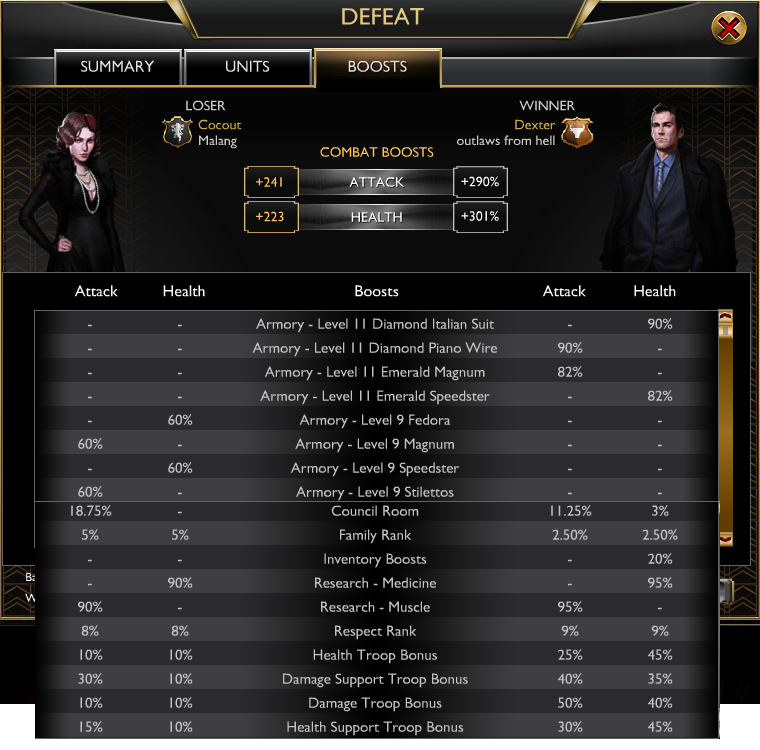 DEFEAT
SUMMARY UNITS BOOSTS
LOSER WINNER
Cocout Dexter
Malang outlaws from hell
COMBAT BOOSTS
+241 ATTACK +290%
+223 HEALTH +301%
Attack Health Boosts Attack Health
- - Armory - Level 11 Diamond Italian Suit - 90%
- - Armory - Level 11 Diamond Piano Wire 90% -
- - Armory - Level 11 Emerald Magnum 82% -
- - Armory - Level 11 Emerald Speedster - 82%
- 60% Armory - Level 9 Fedora - -
60% - Armory - Level 9 Magnum - -
- 60% Armory - Level 9 Speedster - -
60% - Armory - Level 9 Stilettos - -
18.75% - Council Room 11.25% 3%
5% 5% Family Rank 2.50% 2.50%
- - Inventory Boosts - 20%
Ba
- 90% Research - Medicine - 95%
W
90% - Research - Muscle 95% -
8% 8% Respect Rank 9% 9%
10% 10% Health Troop Bonus 25% 45%
30% 10% Damage Support Troop Bonus 40% 35%
10% 10% Damage Troop Bonus 50% 40%
15% 10% Health Support Troop Bonus 30% 45%